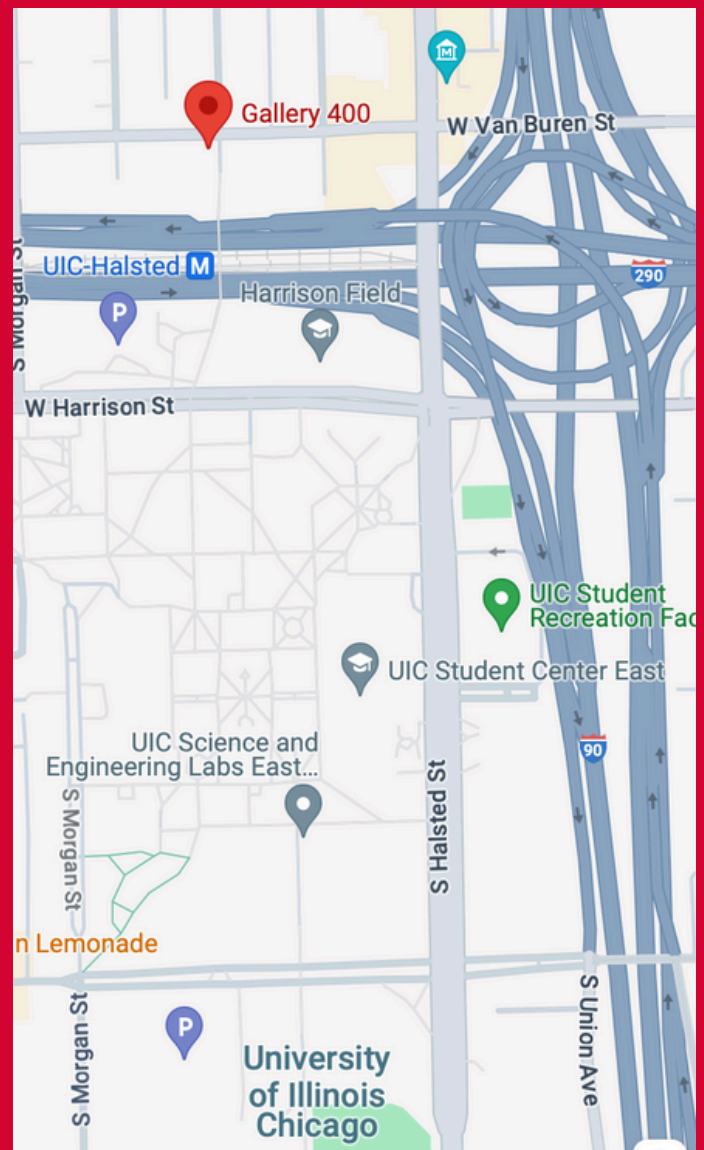 Gallery 400
W Van Buren St
S Morgan St
UIC-Halsted M
290
Harrison Field
P
W Harrison St
UIC Student
Recreation Fac
UIC Student Center East
UIC Science and
Engineering Labs East...
90
S Halsted St
S Morgan St
n Lemonade
S Union Ave
S Morgan St
P
University
of Illinois
Chicago